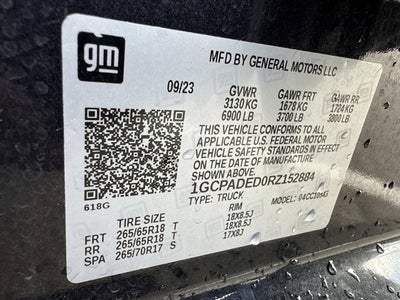 gm
MFD BY GENERAL MOTORS LLC
09/23 GVWR GAWR FRT GAWR RR
3130 KG 1678 KG 1724 KG
6900 LB 3700 LB 3800 LB
THIS VEHICLE CONFORMS TO ALL
APPLICABLE U.S. FEDERAL MOTOR
VEHICLE SAFETY STANDARDS IN
EFFECT ON THE DATE OF
MANUFACTURE SHOWN ABOVE.
1GCPADED0RZ152884
TYPE: TRUCK MODEL:
618G
TIRE SIZE RIM
FRT 265/65R18 T 18X8.5J
RR 265/65R18 T 18X8.5J
SPA 265/70R17 S 17X8J